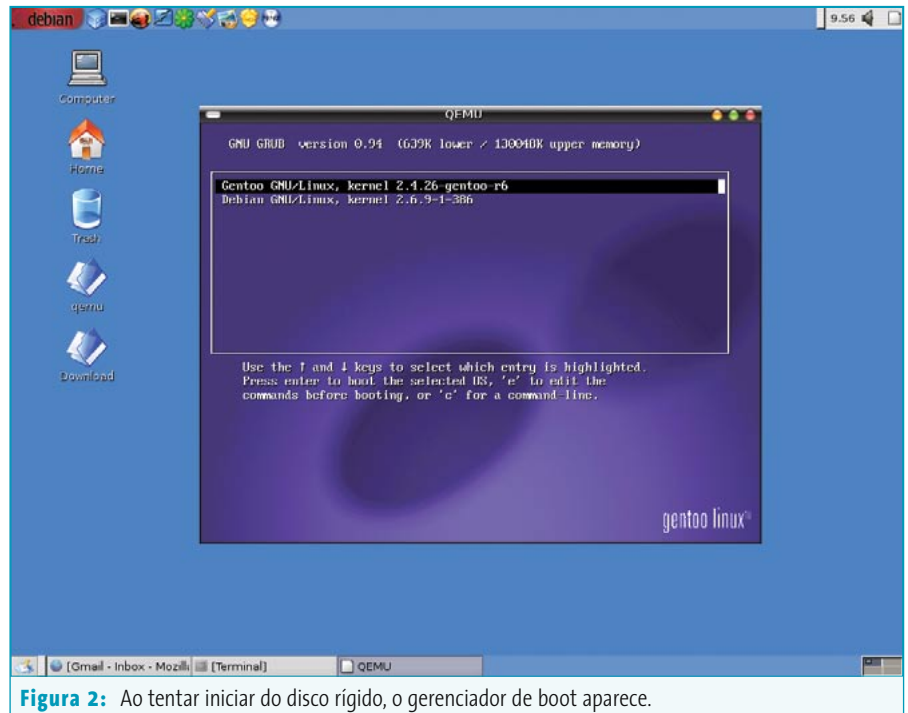 debian
9.56
Computer
Home
Trash
qemu
Download
QEMU
GNU GRUB version 0.94 (639K lower / 130048K upper memory)
Gentoo GNU/Linux, kernel 2.4.26-gentoo-r6
Debian GNU/Linux, kernel 2.6.9-1-386
Use the ↑ and ↓ keys to select which entry is highlighted.
Press enter to boot the selected OS, 'e' to edit the
commands before booting, or 'c' for a command-line.
gentoo linux™
[Gmail - Inbox - Mozill
[Terminal]
QEMU
Figura 2: Ao tentar iniciar do disco rígido, o gerenciador de boot aparece.